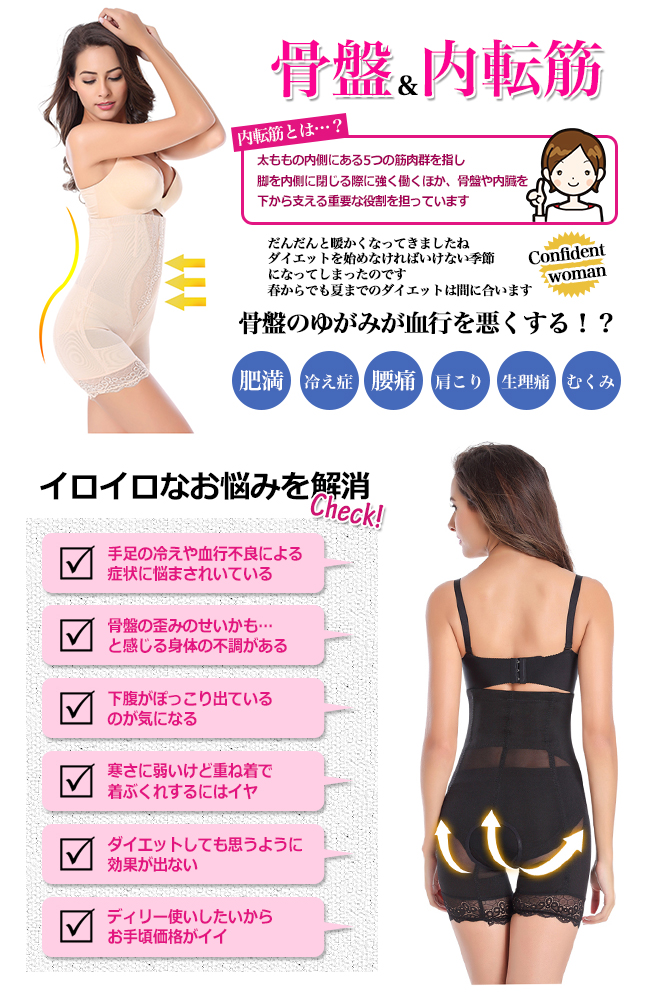 骨盤&内転筋
内転筋とは…？
太ももの内側にある5つの筋肉群を指し
脚を内側に閉じる際に強く働くほか、骨盤や内臓を
下から支える重要な役割を担っています
だんだんと暖かくなってきましたね
ダイエットを始めなければいけない季節
になってしまったのです
春からでも夏までのダイエットは間に合います
Confident
woman
骨盤のゆがみが血行を悪くする！？
肥満 冷え症 腰痛 肩こり 生理痛 むくみ
イロイロなお悩みを解消
Check!
手足の冷えや血行不良による
症状に悩まされいている
骨盤の歪みのせいかも…
と感じる身体の不調がある
下腹がぽっこり出ている
のが気になる
寒さに弱いけど重ね着で
着ぶくれするにはイヤ
ダイエットしても思うように
効果が出ない
ディリー使いしたいから
お手頃価格がイイ